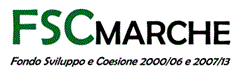 FSCMARCHE
Fondo Sviluppo e Coesione 2000/06 e 2007/13